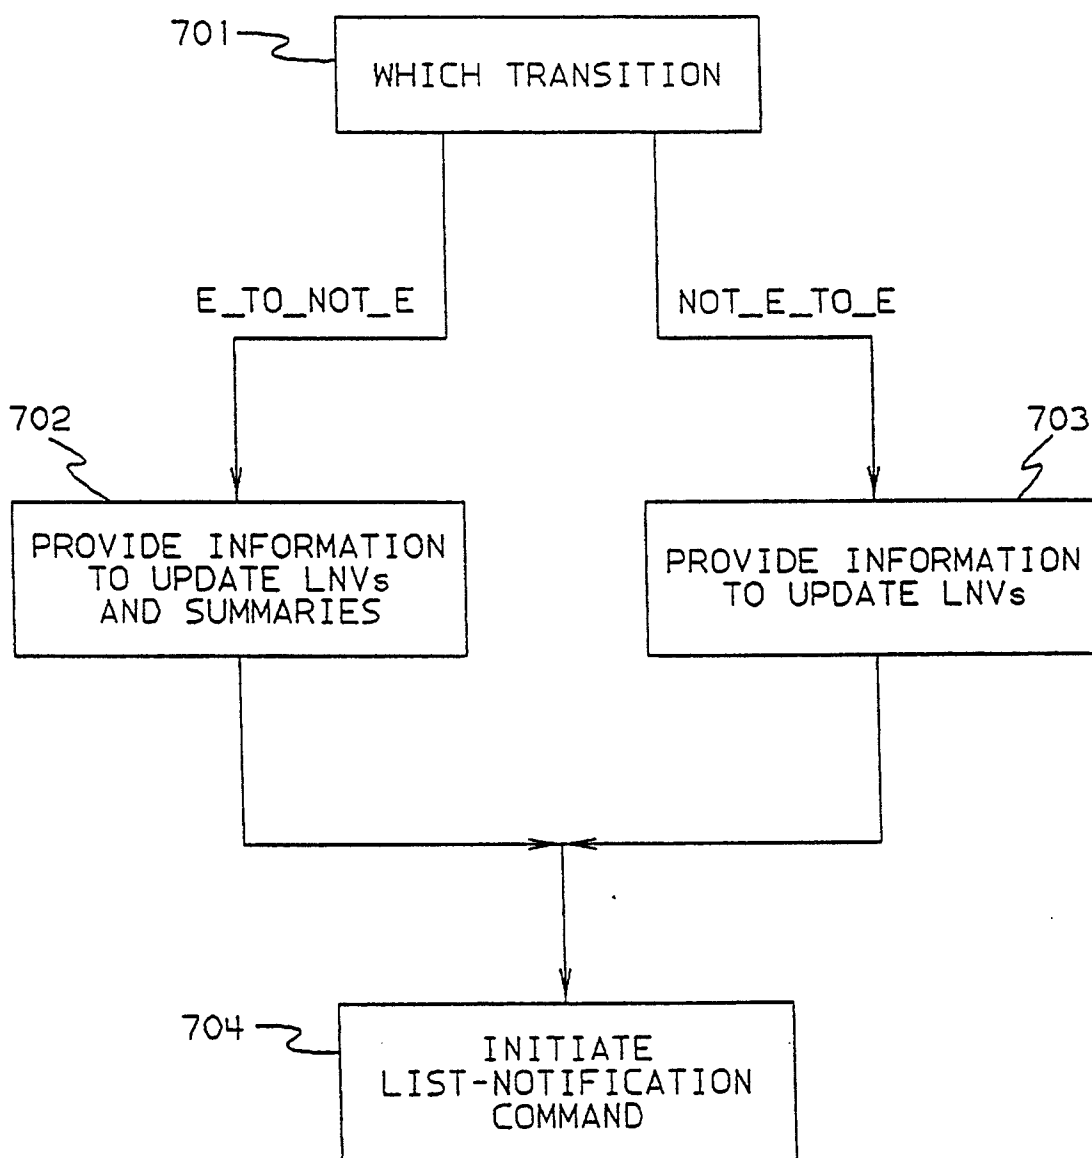 701
WHICH TRANSITION
E_TO_NOT_E
NOT_E_TO_E
702
703
PROVIDE INFORMATION
TO UPDATE LNVs
AND SUMMARIES
PROVIDE INFORMATION
TO UPDATE LNVs
704
INITIATE
LIST-NOTIFICATION
COMMAND